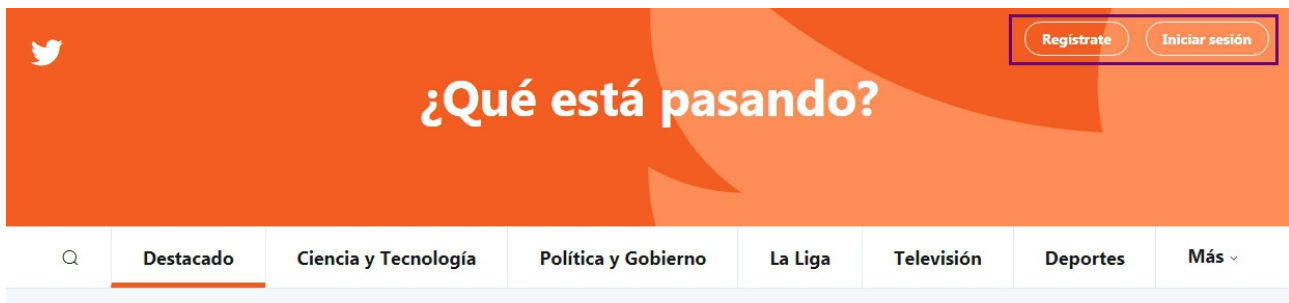 Regístrate Iniciar sesión
¿Qué está pasando?
Destacado Ciencia y Tecnología Política y Gobierno La Liga Televisión Deportes Más